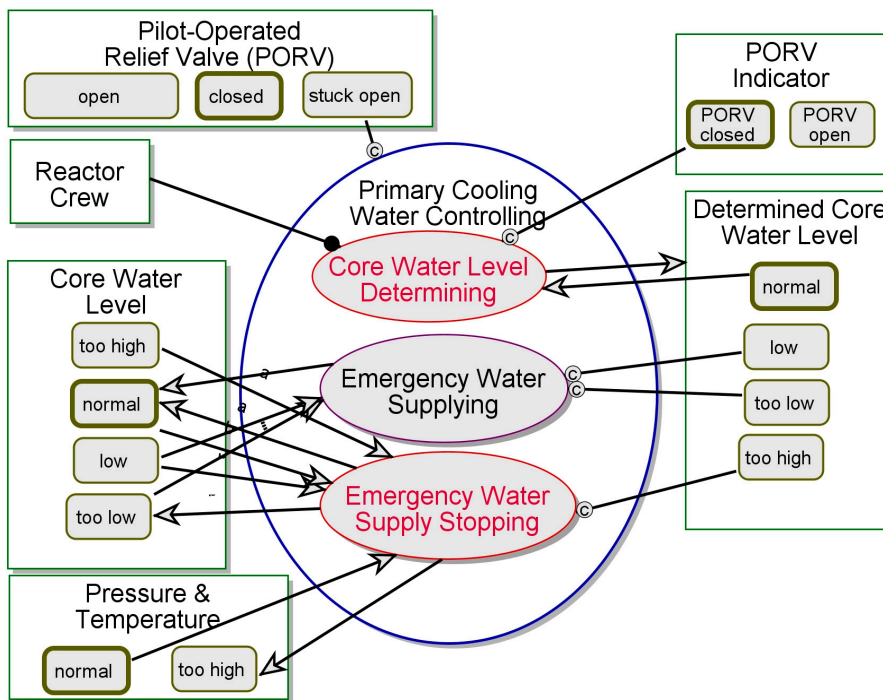 Pilot-Operated
Relief Valve (PORV)
open
closed
stuck open
c
PORV
Indicator
PORV
closed
PORV
open
Reactor
Crew
Primary Cooling
Water Controlling
c
Core Water Level
Determining
Determined Core
Water Level
normal
low
too low
too high
Core Water
Level
too high
normal
low
too low
a
a
b
Emergency Water
Supplying
c
c
Emergency Water
Supply Stopping
c
Pressure &
Temperature
normal
too high